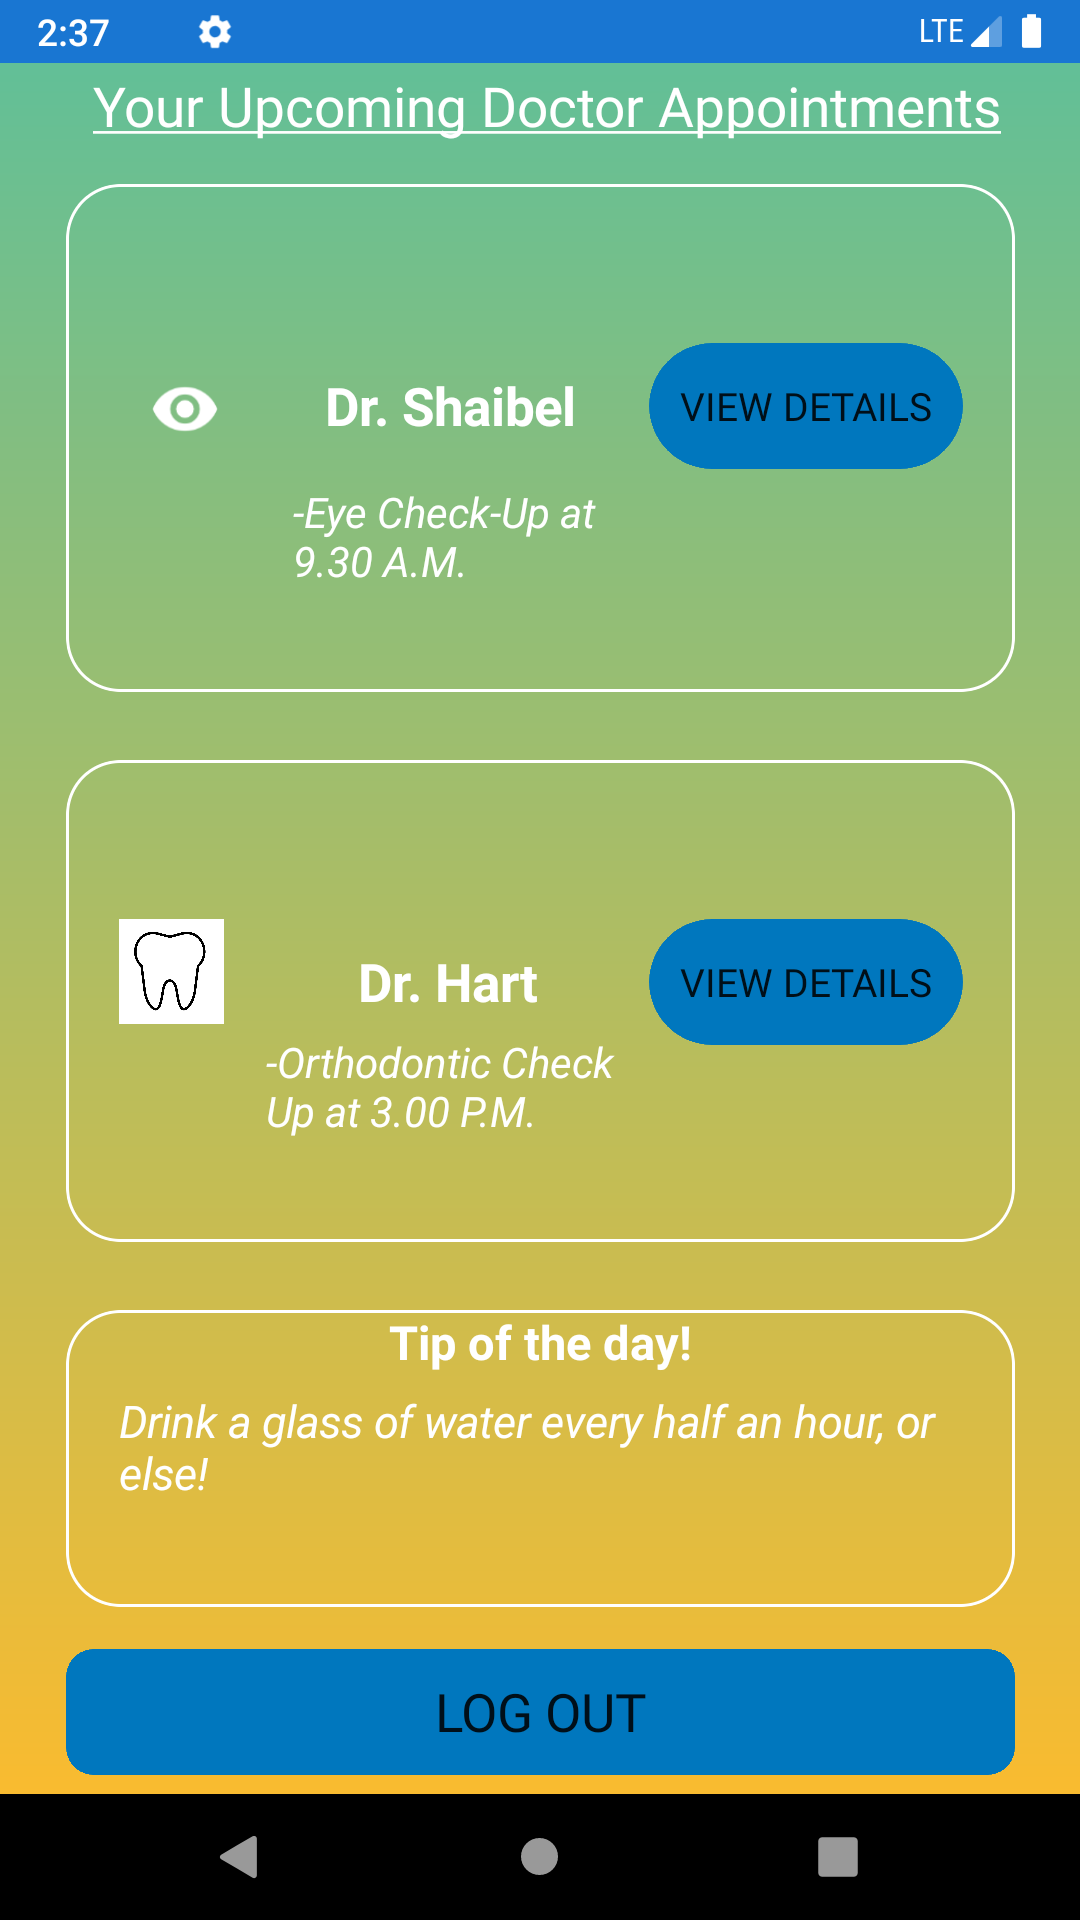 2:37
LTE
Your Upcoming Doctor Appointments
Dr. Shaibel
VIEW DETAILS
-Eye Check-Up at
9.30 A.M.
Dr. Hart
VIEW DETAILS
-Orthodontic Check
Up at 3.00 P.M.
Tip of the day!
Drink a glass of water every half an hour, or
else!
LOG OUT